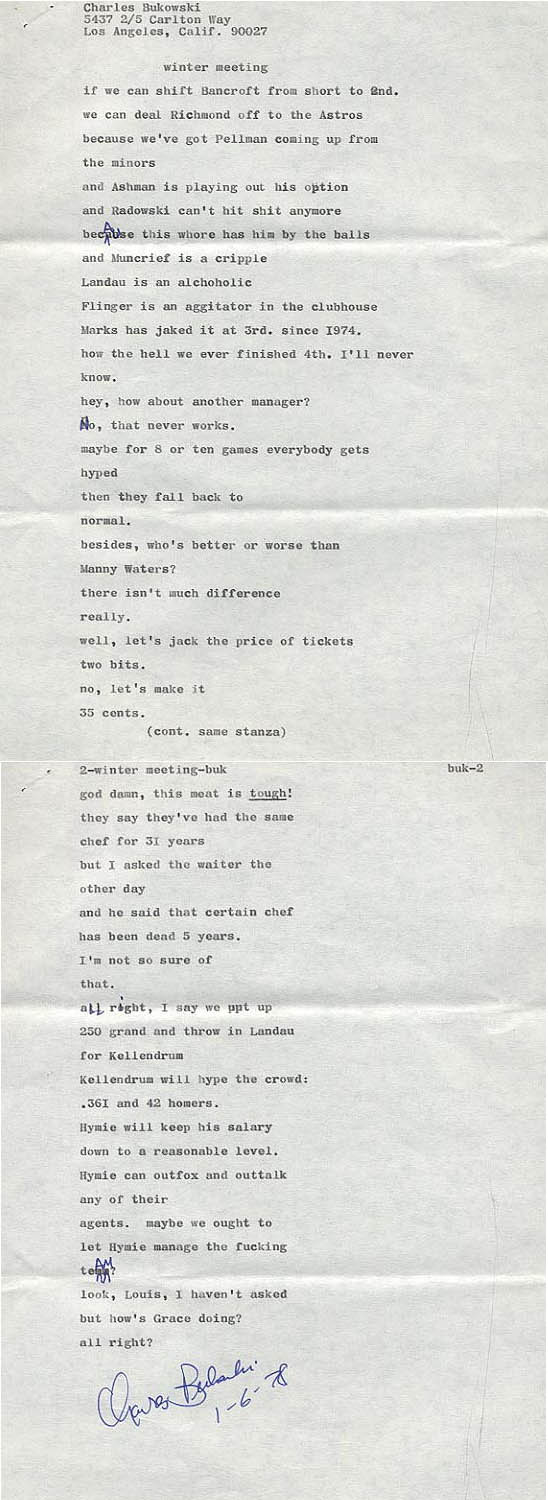 Charles Bukowski
5437 2/5 Carlton Way
Los Angeles, Calif. 90027
winter meeting
if we can shift Bancroft from short to 2nd.
we can deal Richmond off to the Astros
because we've got Pellman coming up from
the minors
and Ashman is playing out his option
and Radowski can't hit shit anymore
because this whore has him by the balls
and Muncrief is a cripple
Landau is an alchoholic
Flinger is an aggitator in the clubhouse
Marks has jaked it at 3rd. since I974.
how the hell we ever finished 4th. I'll never
know.
hey, how about another manager?
No, that never works.
maybe for 8 or ten games everybody gets
hyped
then they fall back to
normal.
besides, who's better or worse than
Manny Waters?
there isn't much difference
really.
well, let's jack the price of tickets
two bits.
no, let's make it
35 cents.
(cont. same stanza)
2-winter meeting-buk buk-2
god damn, this meat is tough!
they say they've had the same
chef for 3I years
but I asked the waiter the
other day
and he said that certain chef
has been dead 5 years.
I'm not so sure of
that.
aLL right, I say we ppt up
250 grand and throw in Landau
for Kellendrum
Kellendrum will hype the crowd:
.36I and 42 homers.
Hymie will keep his salary
down to a reasonable level.
Hymie can outfox and outtalk
any of their
agents. maybe we ought to
let Hymie manage the fucking
teAM?
look, Louis, I haven't asked
but how's Grace doing?
all right?
Charles Bukowski
1-6-78